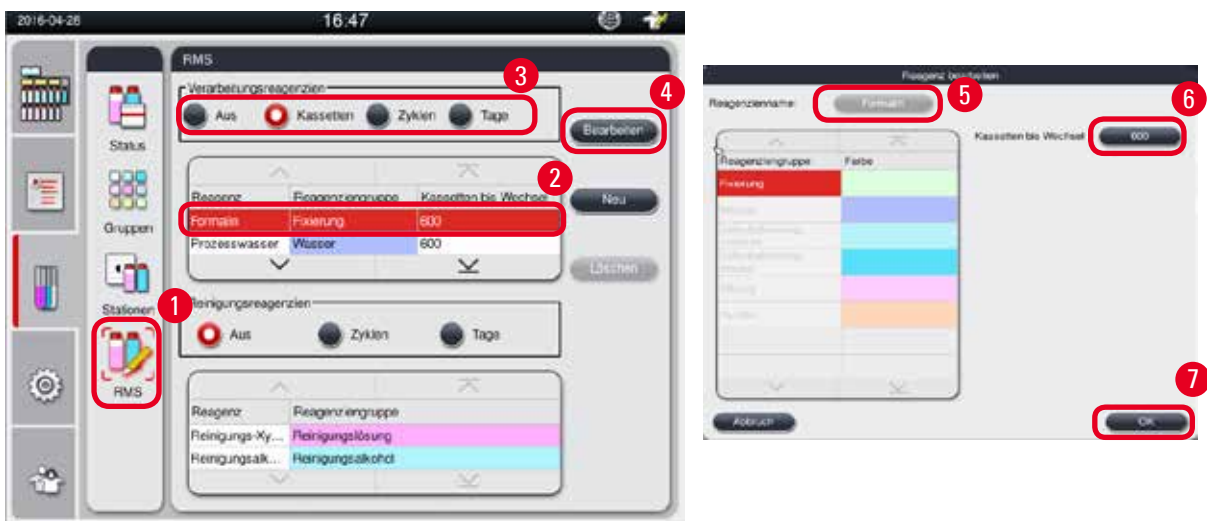 2016-04-26
16:47
RMS
Verarbeitungsreagenzien
3
Aus
Kassetten
Zyklen
Tage
4
Bearbeiten
Status
2
Reagenz
Reagenziengruppe
Kassetten bis Wechsel
Neu
Formalin
Fixierung
600
Prozesswasser
Wasser
600
Löschen
Gruppen
Stationen
1
Reinigungsreagenzien
Aus
Zyklen
Tage
RMS
Reagenz
Reagenziengruppe
Reinigungs-Xy...
Reinigungslösung
Reinigungsalk...
Reinigungsalkohol
Reagenz bearbeiten
Reagenzienname:
Formalin
5
6
Kassetten bis Wechsel
600
Reagenziengruppe
Farbe
Fixierung
7
Abbruch
OK